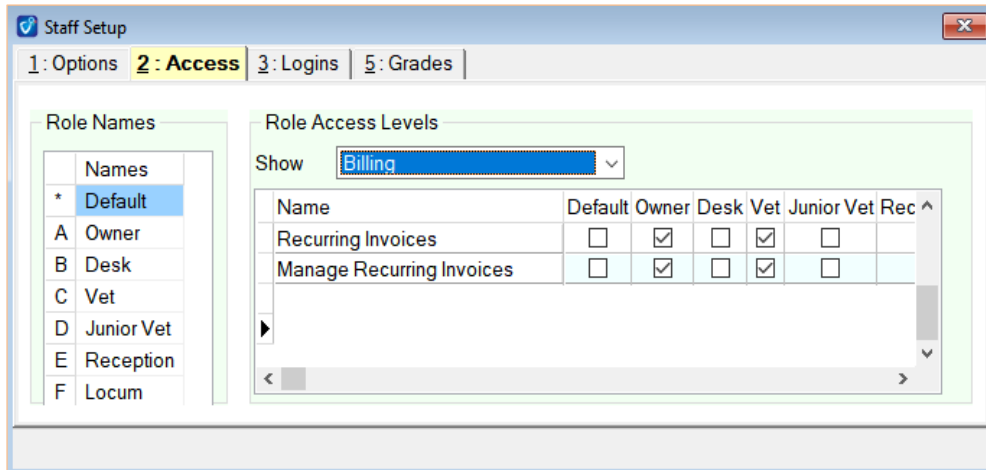 Staff Setup
1: Options 2: Access 3: Logins 5: Grades
Role Names
Names
* Default
A Owner
B Desk
C Vet
D Junior Vet
E Reception
F Locum
Role Access Levels
Show Billing
Name Default Owner Desk Vet Junior Vet Rec
Recurring Invoices
Manage Recurring Invoices